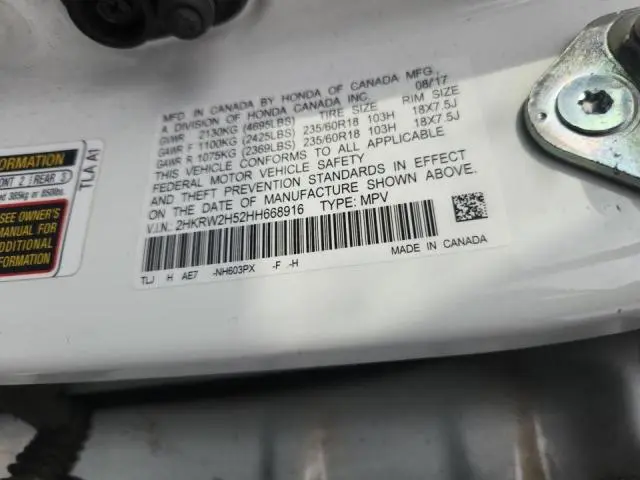 MFD. IN CANADA BY HONDA OF CANADA MFG.,
A DIVISION OF HONDA CANADA INC. 08/17
TIRE SIZE RIM SIZE
GVWR 2130KG (4695LBS)
GAWR F 1100KG (2425LBS) 235/60R18 103H 18X7.5J
GAWR R 1075KG (2369LBS) 235/60R18 103H 18X7.5J
THIS VEHICLE CONFORMS TO ALL APPLICABLE
FEDERAL MOTOR VEHICLE SAFETY
AND THEFT PREVENTION STANDARDS IN EFFECT
ON THE DATE OF MANUFACTURE SHOWN ABOVE.
V.I.N.: 2HKRW2H52HH668916 TYPE: MPV
MADE IN CANADA
TLJ H AE7 -NH603PX -F -H
FORMATION
ONT 2 REAR 3
385kg or 850lbs.
SEE OWNER'S
MANUAL FOR
ADDITIONAL
FORMATION
TLA A1